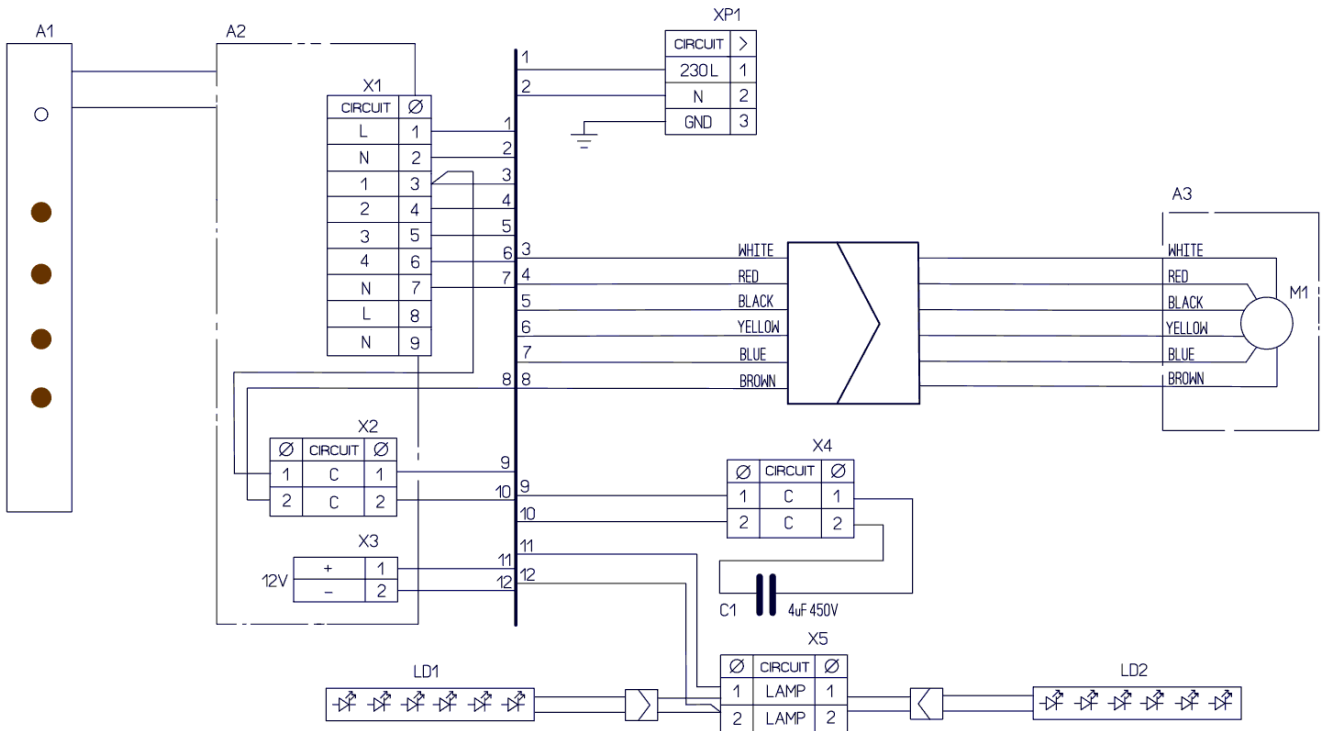 XP1
CIRCUIT >
230L 1
N 2
GND 3
A1
A2
X1
CIRCUIT Ø
L 1
N 2
1 3
2 4
3 5
4 6
N 7
L 8
N 9
1
2
3
4
5
6
7
8
9
10
11
12
1
2
3
4
5
6
7
8
9
10
11
12
WHITE
RED
BLACK
YELLOW
BLUE
BROWN
A3
WHITE
RED
BLACK
YELLOW
BLUE
BROWN
M1
X2
Ø CIRCUIT Ø
1 C 1
2 C 2
X3
12V
+ 1
− 2
X4
Ø CIRCUIT Ø
1 C 1
2 C 2
C1 4uF 450V
X5
Ø CIRCUIT Ø
1 LAMP 1
2 LAMP 2
LD1
LD2